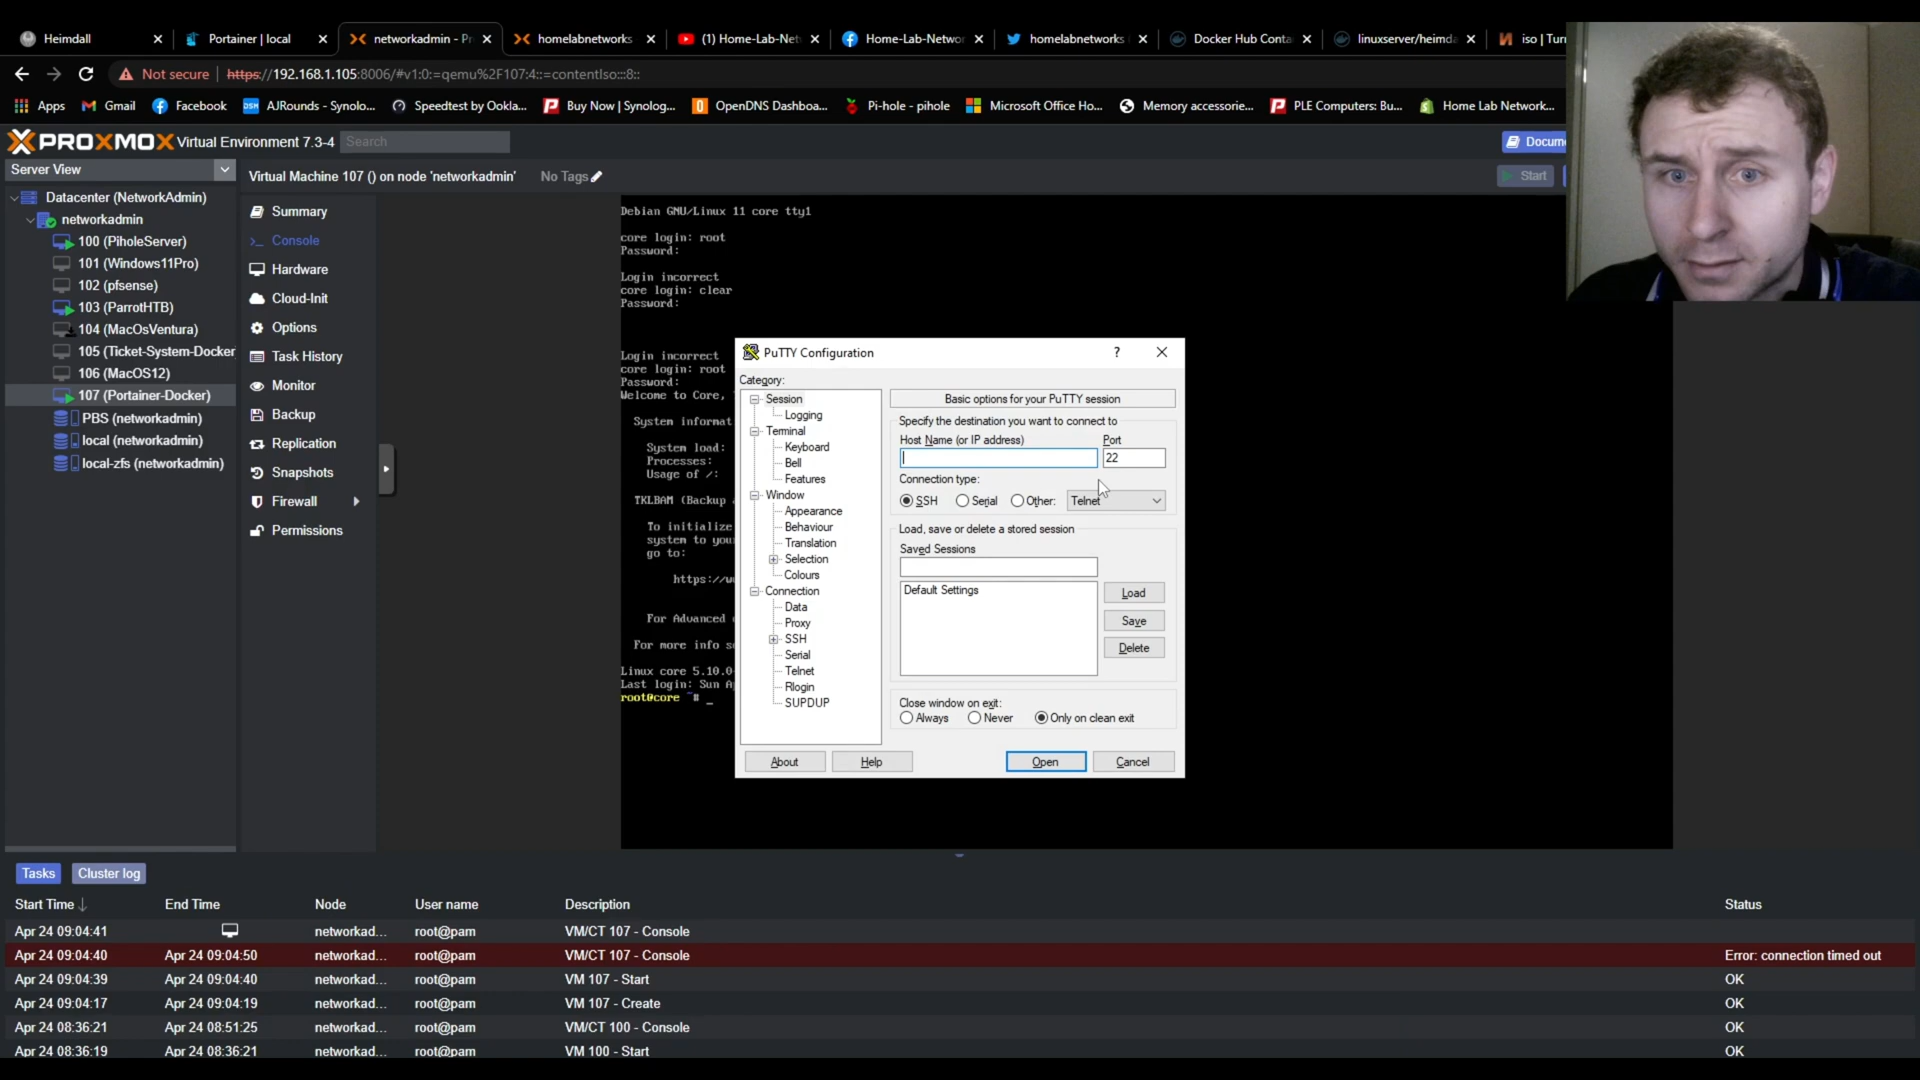 Heimdall
Portainer | local
networkadmin - Pr
homelabnetworks
(1) Home-Lab-Net
Home-Lab-Networ
homelabnetworks
Docker Hub Conta
linuxserver/heimda
iso | Turn
Not secure
https://192.168.1.105:8006/#v1:0:=qemu%2F107:4::=contentIso:::8::
Apps
Gmail
Facebook
AJRounds - Synolo...
Speedtest by Ookla...
Buy Now | Synolog...
OpenDNS Dashboa...
Pi-hole - pihole
Microsoft Office Ho...
Memory accessorie...
PLE Computers: Bu...
Home Lab Network...
PROXMOX Virtual Environment 7.3-4
Search
Docume
Server View
Virtual Machine 107 () on node 'networkadmin'
No Tags
Start
Datacenter (NetworkAdmin)
networkadmin
100 (PiholeServer)
101 (Windows11Pro)
102 (pfsense)
103 (ParrotHTB)
104 (MacOsVentura)
105 (Ticket-System-Docker
106 (MacOS12)
107 (Portainer-Docker)
PBS (networkadmin)
local (networkadmin)
local-zfs (networkadmin)
Summary
Console
Hardware
Cloud-Init
Options
Task History
Monitor
Backup
Replication
Snapshots
Firewall
Permissions
Debian GNU/Linux 11 core tty1
core login: root
Password:
Login incorrect
core login: clear
Password:
Login incorrect
core login: root
Password:
Welcome to Core,
System informat
System load:
Processes:
Usage of /:
TKLBAM (Backup
To initialize
system to you
go to:
https://w
For Advanced
For more info s
Linux core 5.10.0
Last login: Sun A
root@core ~# _
PuTTY Configuration
?
Category:
Session
Logging
Terminal
Keyboard
Bell
Features
Window
Appearance
Behaviour
Translation
Selection
Colours
Connection
Data
Proxy
SSH
Serial
Telnet
Rlogin
SUPDUP
Basic options for your PuTTY session
Specify the destination you want to connect to
Host Name (or IP address)
Port
22
Connection type:
SSH
Serial
Other:
Telnet
Load, save or delete a stored session
Saved Sessions
Default Settings
Load
Save
Delete
Close window on exit:
Always
Never
Only on clean exit
About
Help
Open
Cancel
Tasks
Cluster log
Start Time
End Time
Node
User name
Description
Status
Apr 24 09:04:41 networkad... root@pam VM/CT 107 - Console
Apr 24 09:04:40 Apr 24 09:04:50 networkad... root@pam VM/CT 107 - Console Error: connection timed out
Apr 24 09:04:39 Apr 24 09:04:40 networkad... root@pam VM 107 - Start OK
Apr 24 09:04:17 Apr 24 09:04:19 networkad... root@pam VM 107 - Create OK
Apr 24 08:36:21 Apr 24 08:51:25 networkad... root@pam VM/CT 100 - Console OK
Apr 24 08:36:19 Apr 24 08:36:21 networkad... root@pam VM 100 - Start OK